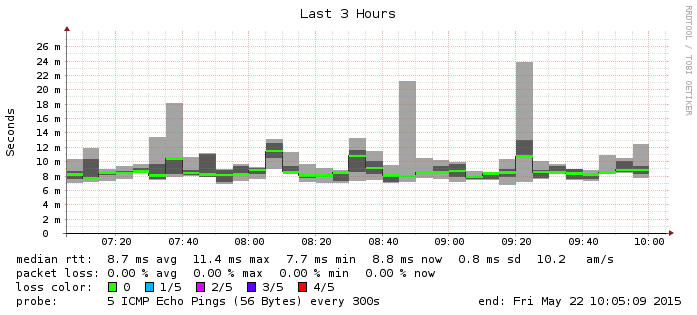 Last 3 Hours
RRDTOOL / TOBI OETIKER
Seconds
26 m
24 m
22 m
20 m
18 m
16 m
14 m
12 m
10 m
8 m
6 m
4 m
2 m
0
07:20 07:40 08:00 08:20 08:40 09:00 09:20 09:40 10:00
median rtt: 8.7 ms avg 11.4 ms max 7.7 ms min 8.8 ms now 0.8 ms sd 10.2 am/s
packet loss: 0.00 % avg 0.00 % max 0.00 % min 0.00 % now
loss color: 0 1/5 2/5 3/5 4/5
probe: 5 ICMP Echo Pings (56 Bytes) every 300s end: Fri May 22 10:05:09 2015